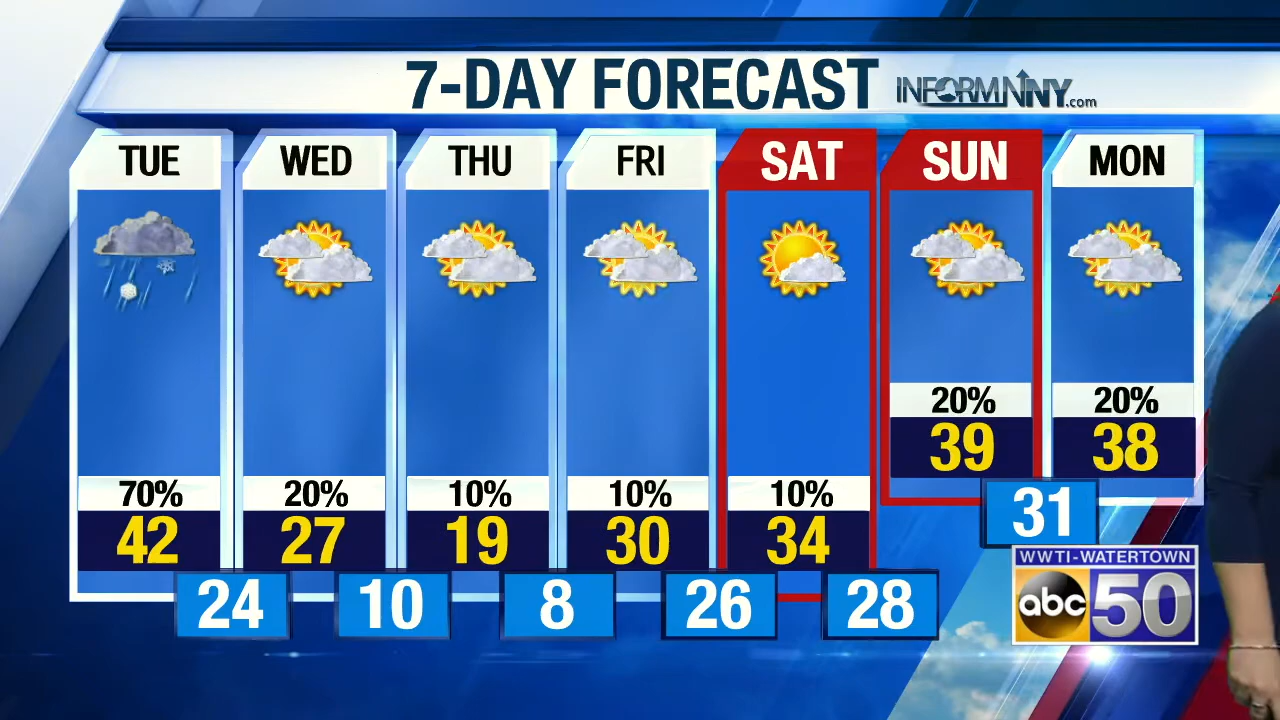 7-DAY FORECAST INFORMNNY.com
TUE WED THU FRI SAT SUN MON
20% 20%
39 38
70% 20% 10% 10% 10%
42 27 19 30 34
31
24 10 8 26 28
WWTI-WATERTOWN
abc 50